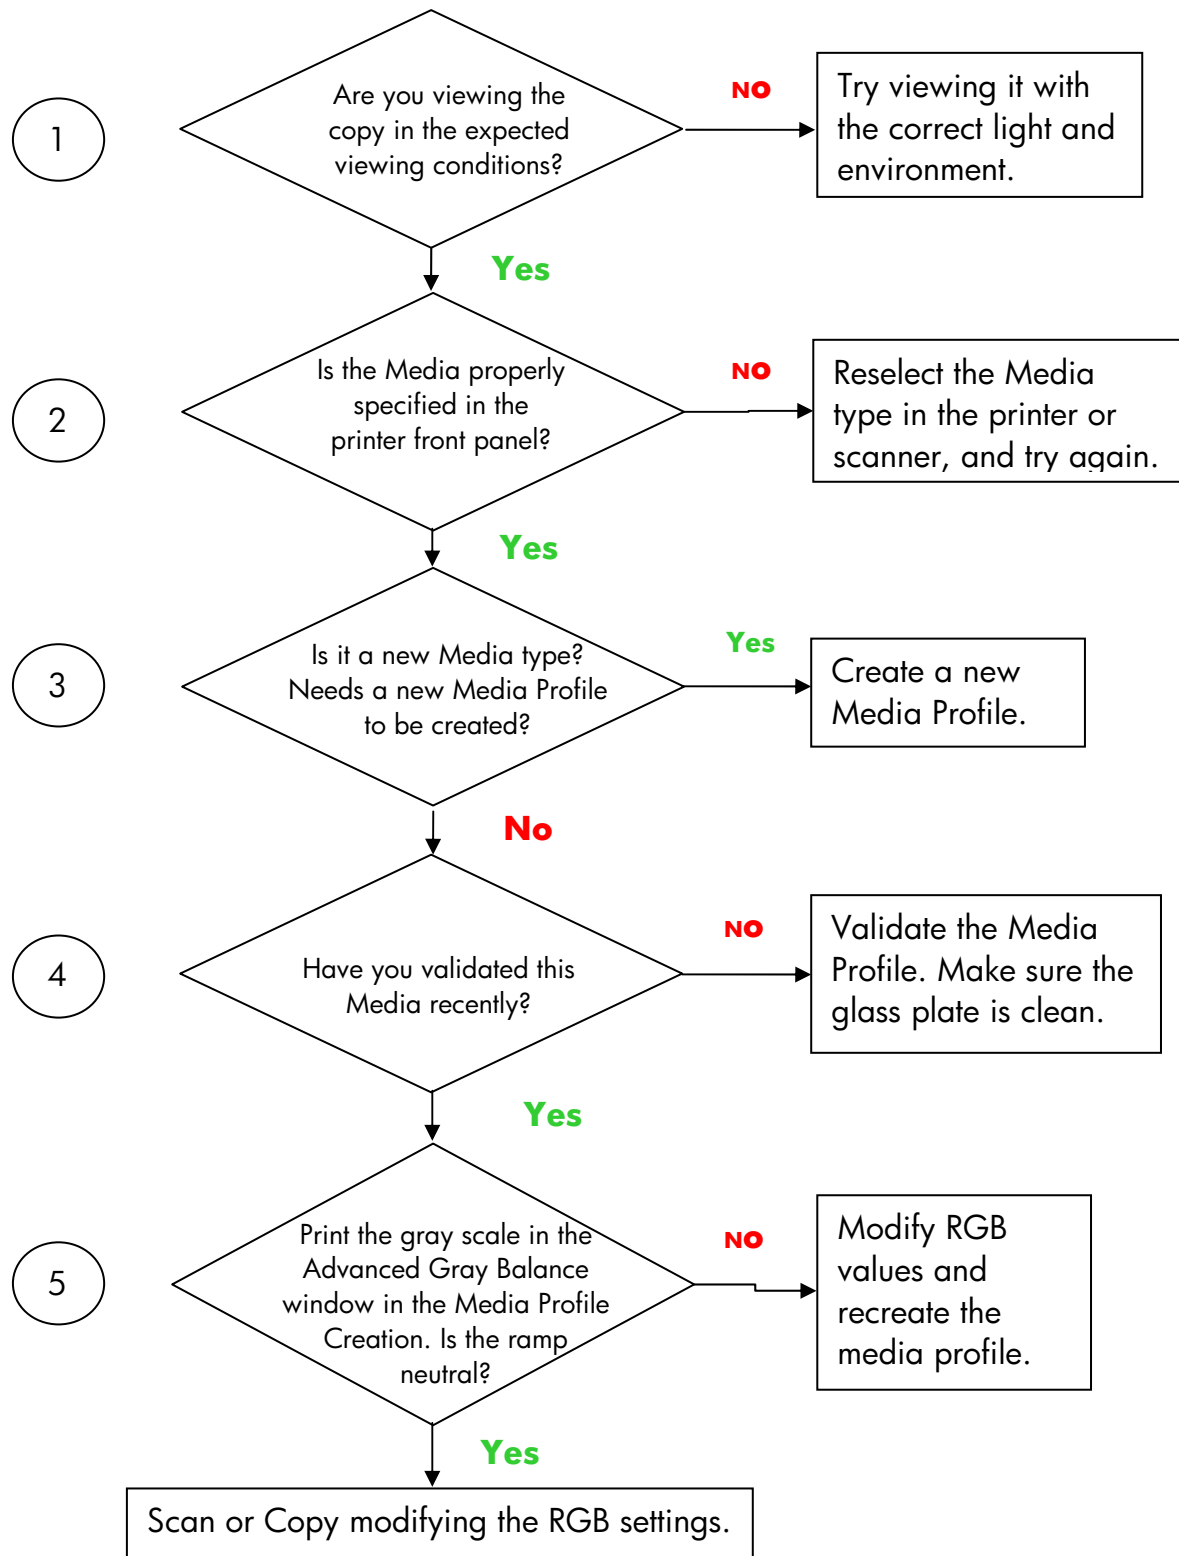 Are you viewing the
copy in the expected
viewing conditions?
NO
Try viewing it with
the correct light and
environment.
1
Yes
Is the Media properly
specified in the
printer front panel?
NO
Reselect the Media
type in the printer or
scanner, and try again.
2
Yes
Is it a new Media type?
Needs a new Media Profile
to be created?
Yes
Create a new
Media Profile.
3
No
Have you validated this
Media recently?
NO
Validate the Media
Profile. Make sure the
glass plate is clean.
4
Yes
Print the gray scale in the
Advanced Gray Balance
window in the Media Profile
Creation. Is the ramp
neutral?
NO
Modify RGB
values and
recreate the
media profile.
5
Yes
Scan or Copy modifying the RGB settings.